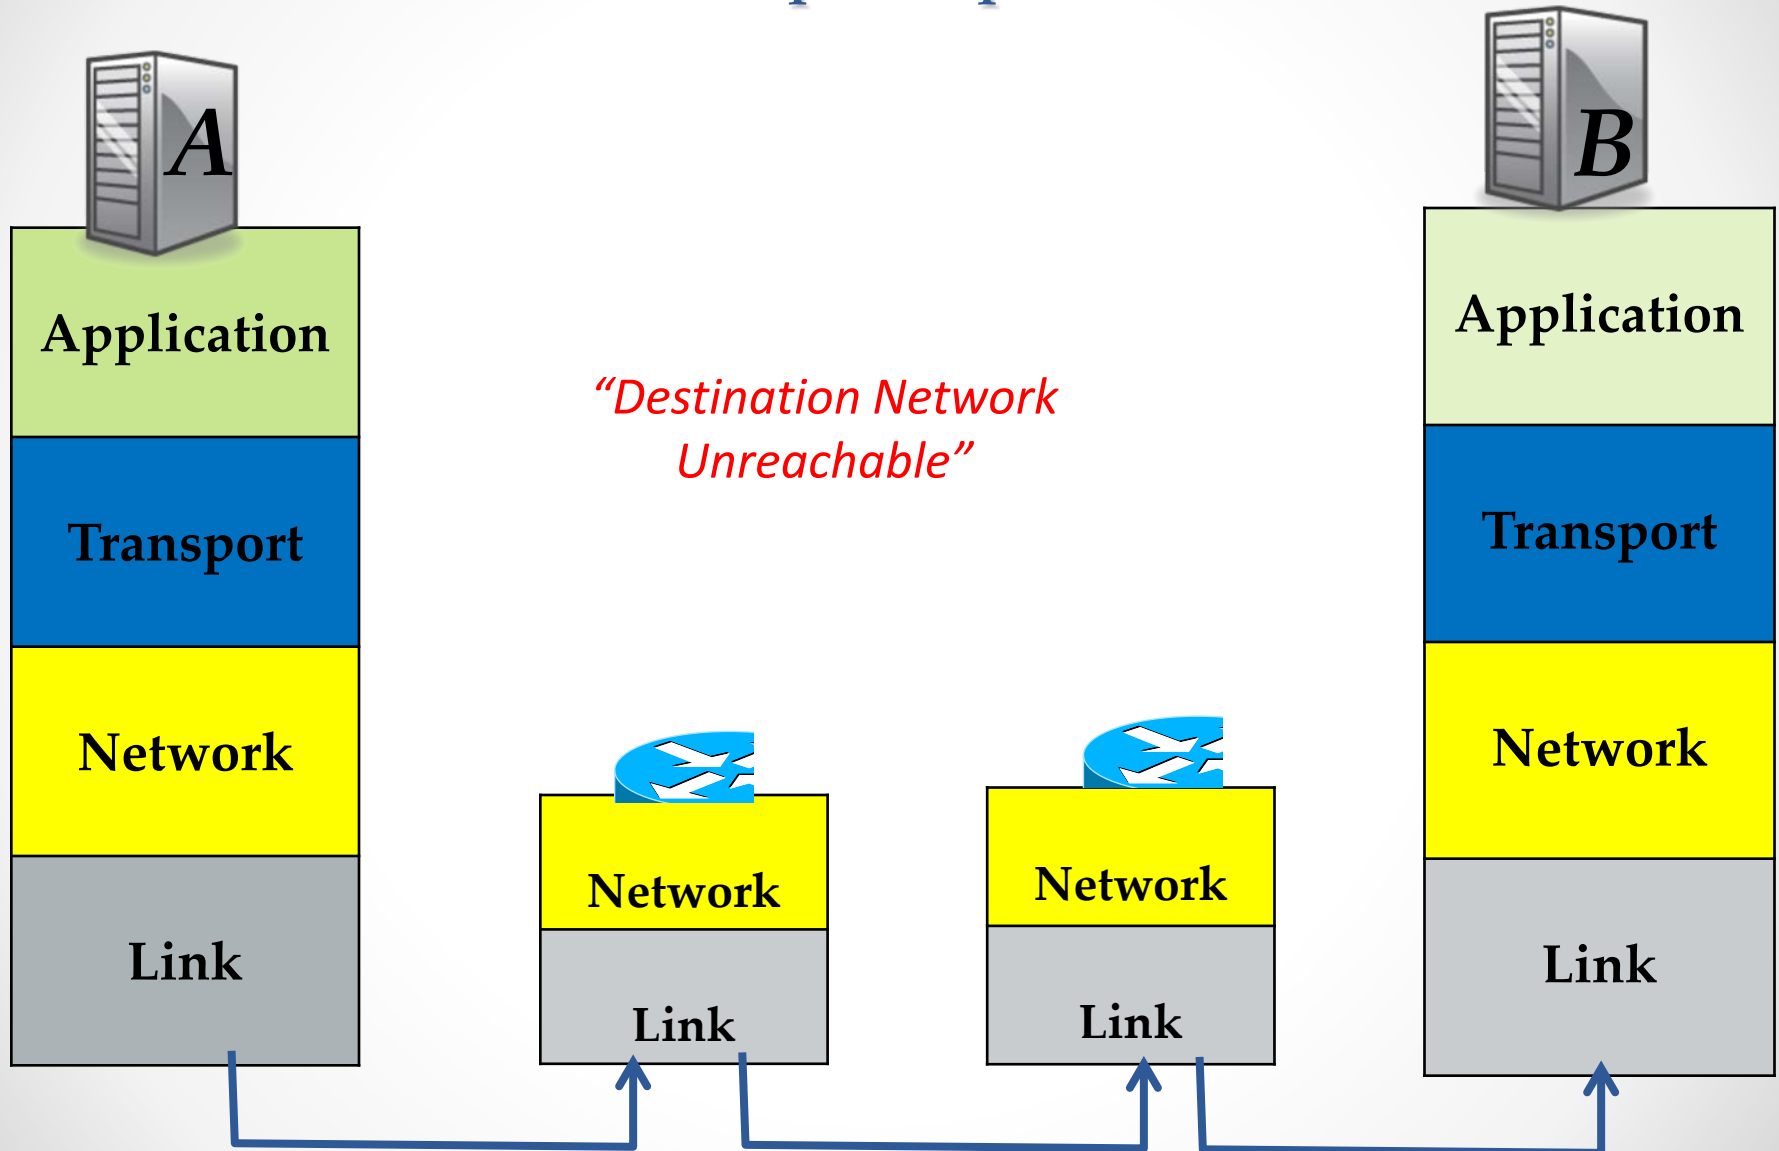 A
B
Application
Transport
Network
Link
“Destination Network
Unreachable”
Network
Link
Network
Link
Application
Transport
Network
Link